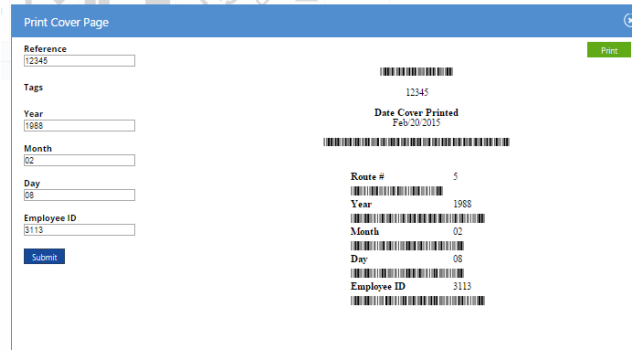 Print Cover Page
Reference
12345
Tags
Year
1988
Month
02
Day
08
Employee ID
3113
Submit
Print
12345
Date Cover Printed
Feb/20/2015
Route # 5
Year 1988
Month 02
Day 08
Employee ID 3113